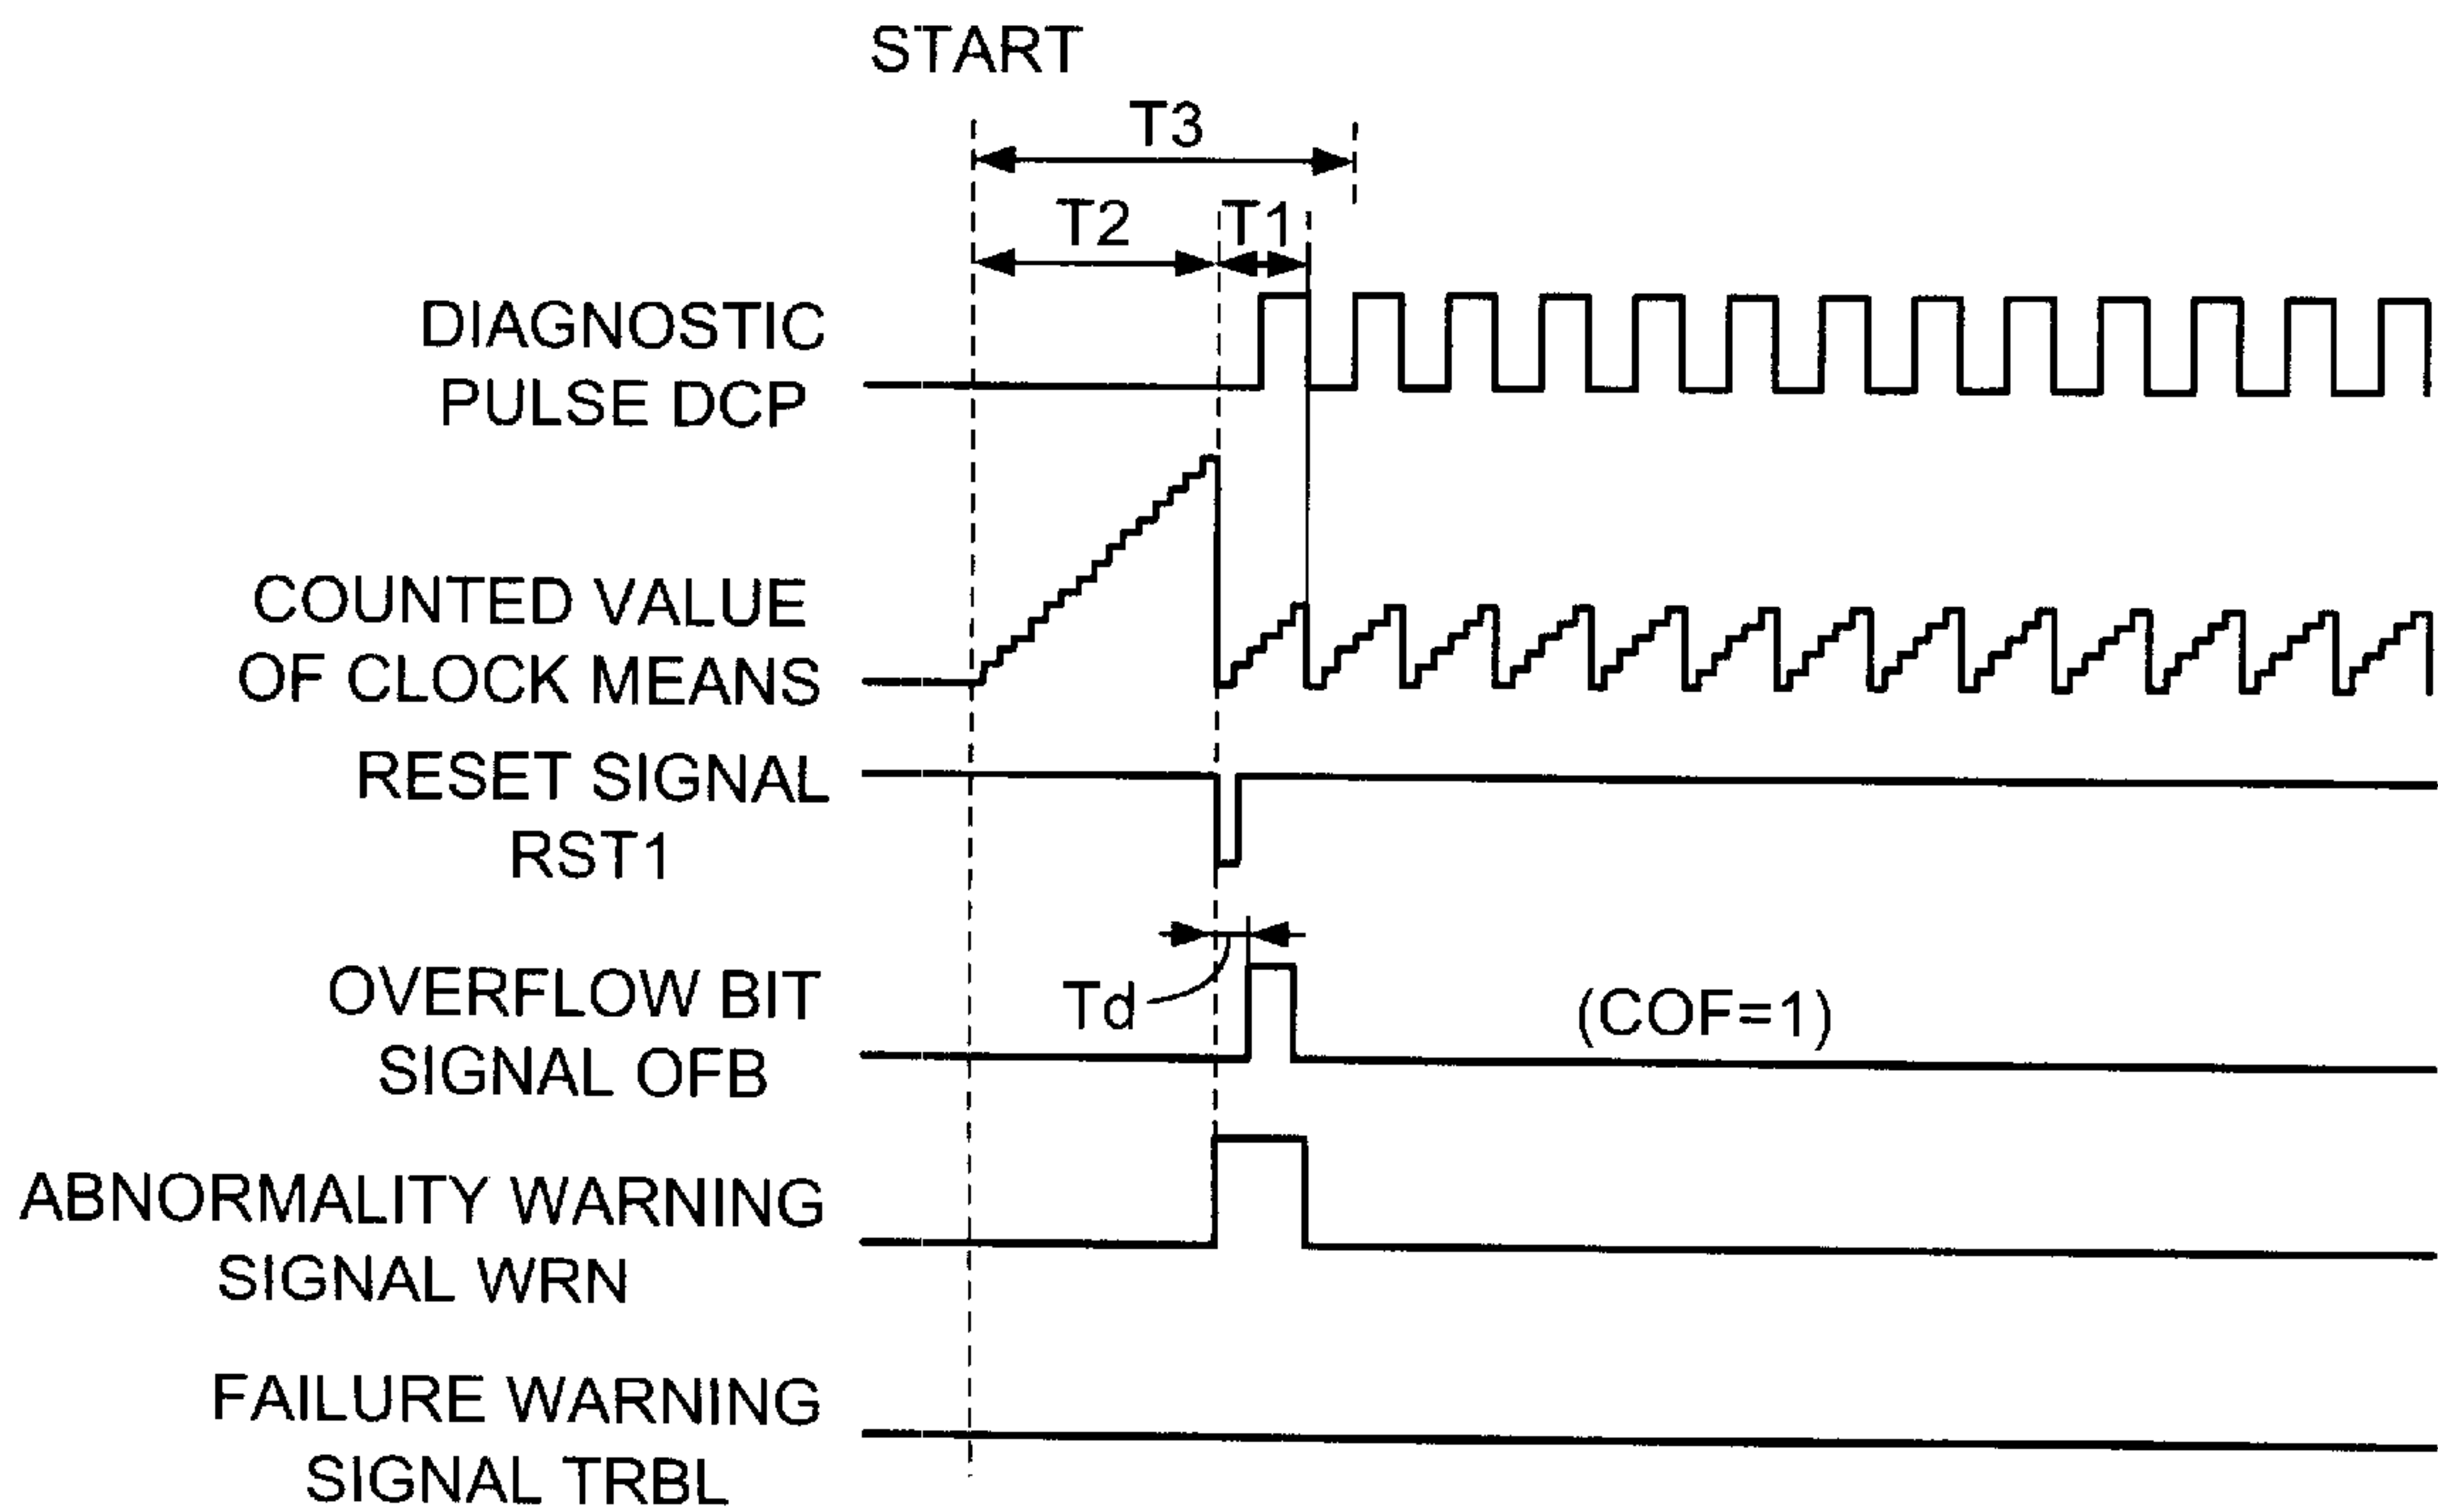 START
T3
T2
T1
DIAGNOSTIC
PULSE DCP
COUNTED VALUE
OF CLOCK MEANS
RESET SIGNAL
RST1
OVERFLOW BIT
SIGNAL OFB
Td
(COF=1)
ABNORMALITY WARNING
SIGNAL WRN
FAILURE WARNING
SIGNAL TRBL